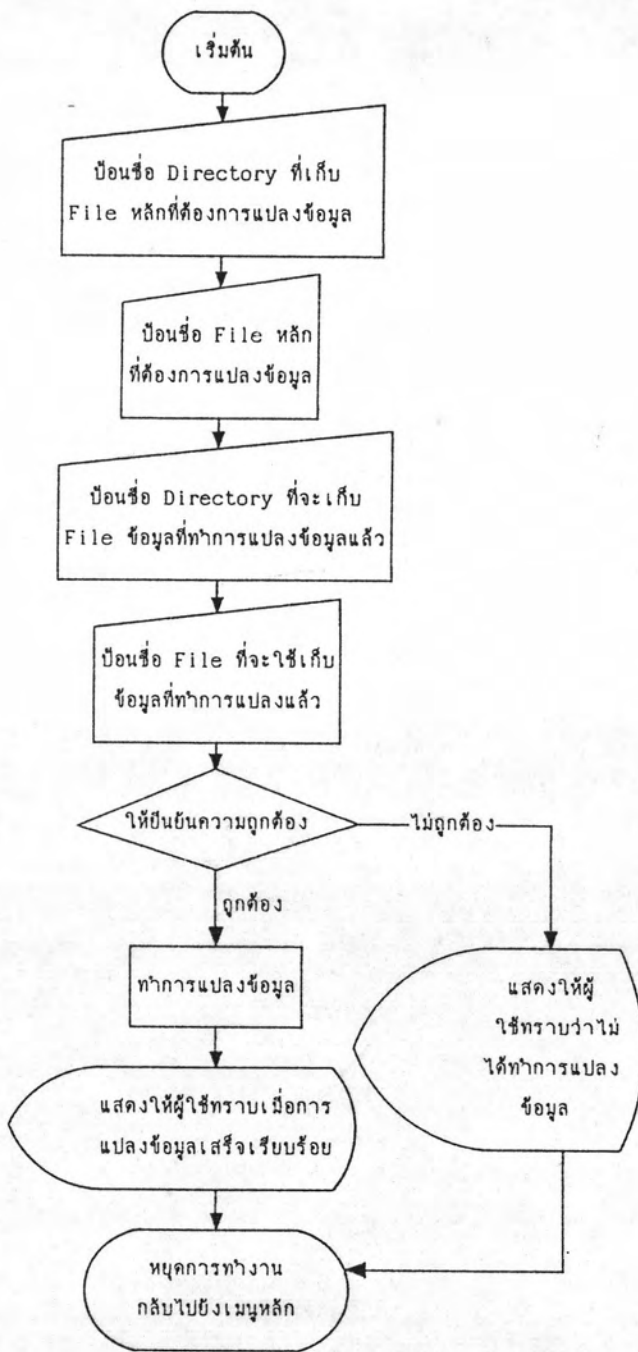 เริ่มต้น
ป้อนชื่อ Directory ที่เก็บ
File หลักที่ต้องการแปลงข้อมูล
ป้อนชื่อ File หลัก
ที่ต้องการแปลงข้อมูล
ป้อนชื่อ Directory ที่จะเก็บ
File ข้อมูลที่ทำการแปลงข้อมูลแล้ว
ป้อนชื่อ File ที่จะใช้เก็บ
ข้อมูลที่ทำการแปลงแล้ว
ให้ยืนยันความถูกต้อง
ไม่ถูกต้อง
ถูกต้อง
ทำการแปลงข้อมูล
แสดงให้ผู้
ใช้ทราบว่าไม่
ได้ทำการแปลง
ข้อมูล
แสดงให้ผู้ใช้ทราบเมื่อการ
แปลงข้อมูลเสร็จเรียบร้อย
หยุดการทำงาน
กลับไปยังเมนูหลัก